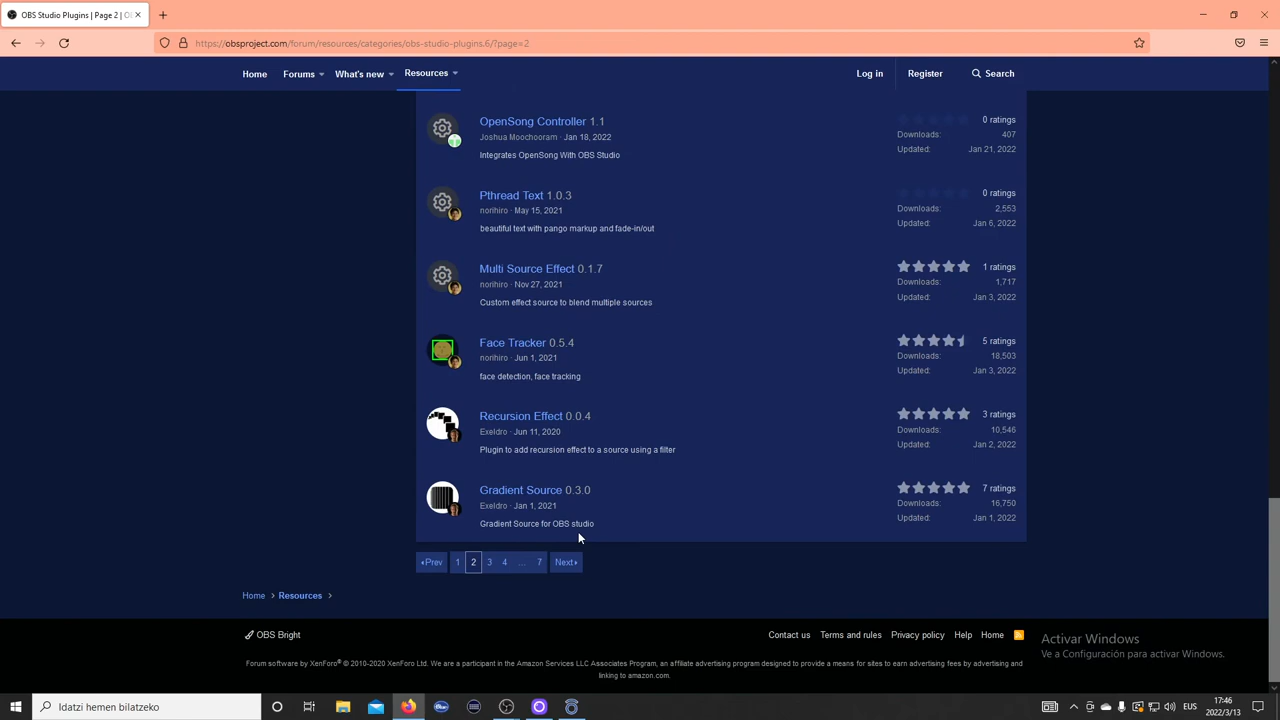 OBS Studio Plugins | Page 2 | O
https://obsproject.com/forum/resources/categories/obs-studio-plugins.6/?page=2
Home Forums What's new Resources Log in Register Search
OpenSong Controller 1.1
Joshua Moochooram · Jan 18, 2022
Integrates OpenSong With OBS Studio
0 ratings
Downloads: 407
Updated: Jan 21, 2022
Pthread Text 1.0.3
norihiro · May 15, 2021
beautiful text with pango markup and fade-in/out
0 ratings
Downloads: 2,553
Updated: Jan 6, 2022
Multi Source Effect 0.1.7
norihiro · Nov 27, 2021
Custom effect source to blend multiple sources
1 ratings
Downloads: 1,717
Updated: Jan 3, 2022
Face Tracker 0.5.4
norihiro · Jun 1, 2021
face detection, face tracking
5 ratings
Downloads: 18,503
Updated: Jan 3, 2022
Recursion Effect 0.0.4
Exeldro · Jun 11, 2020
Plugin to add recursion effect to a source using a filter
3 ratings
Downloads: 10,546
Updated: Jan 2, 2022
Gradient Source 0.3.0
Exeldro · Jan 1, 2021
Gradient Source for OBS studio
7 ratings
Downloads: 16,750
Updated: Jan 1, 2022
Prev 1 2 3 4 ... 7 Next
Home Resources
OBS Bright
Contact us Terms and rules Privacy policy Help Home
Forum software by XenForo® © 2010-2020 XenForo Ltd. We are a participant in the Amazon Services LLC Associates Program, an affiliate advertising program designed to provide a means for sites to earn advertising fees by advertising and
linking to amazon.com.
Activar Windows
Ve a Configuración para activar Windows.
Idatzi hemen bilatzeko
EUS
17:46
2022/3/13